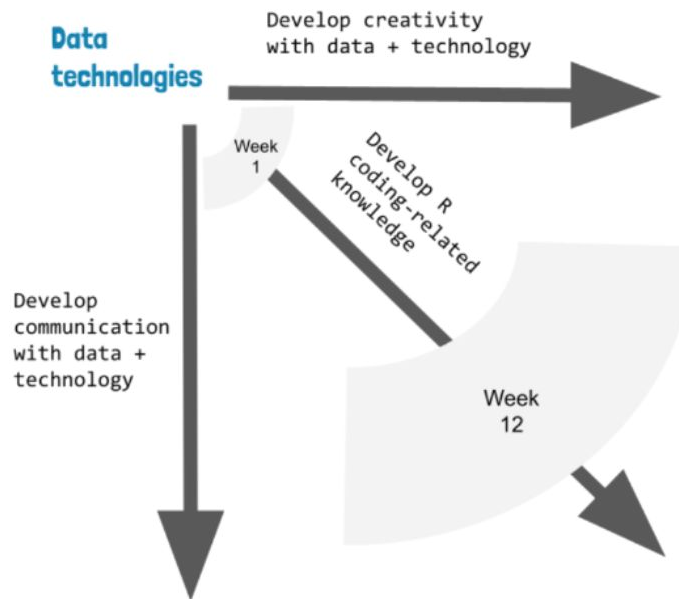 Data
technologies
Develop creativity
with data + technology
Week
1
Develop R
coding-related
knowledge
Develop
communication
with data +
technology
Week
12